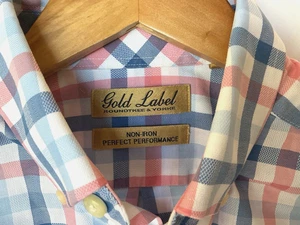 Gold Label
ROUNDTREE & YORKE
NON-IRON
PERFECT PERFORMANCE